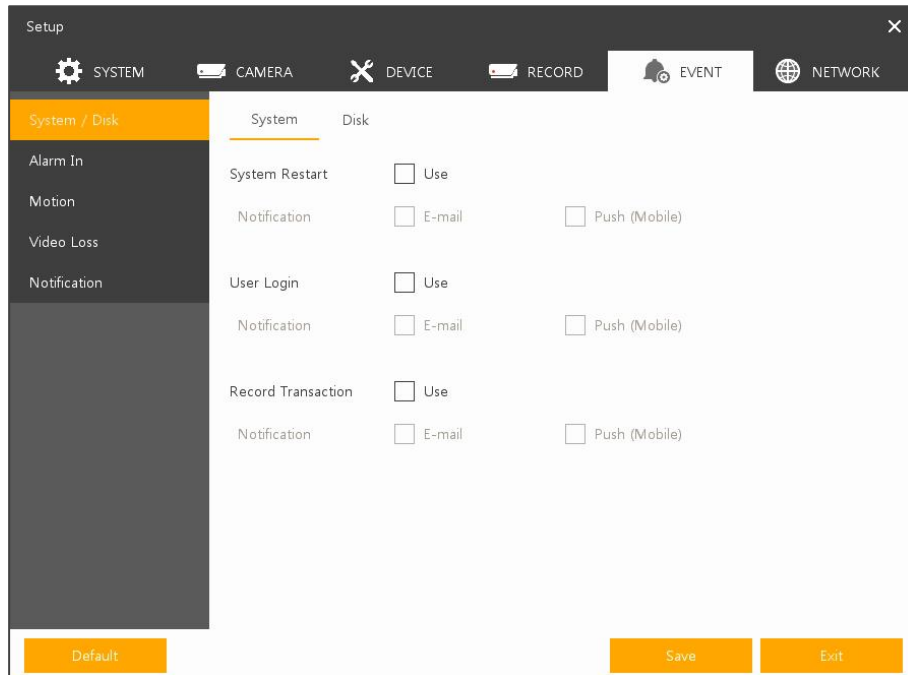 Setup
SYSTEM CAMERA DEVICE RECORD EVENT NETWORK
System / Disk
Alarm In
Motion
Video Loss
Notification
System Disk
System Restart Use
Notification E-mail Push (Mobile)
User Login Use
Notification E-mail Push (Mobile)
Record Transaction Use
Notification E-mail Push (Mobile)
Default Save Exit